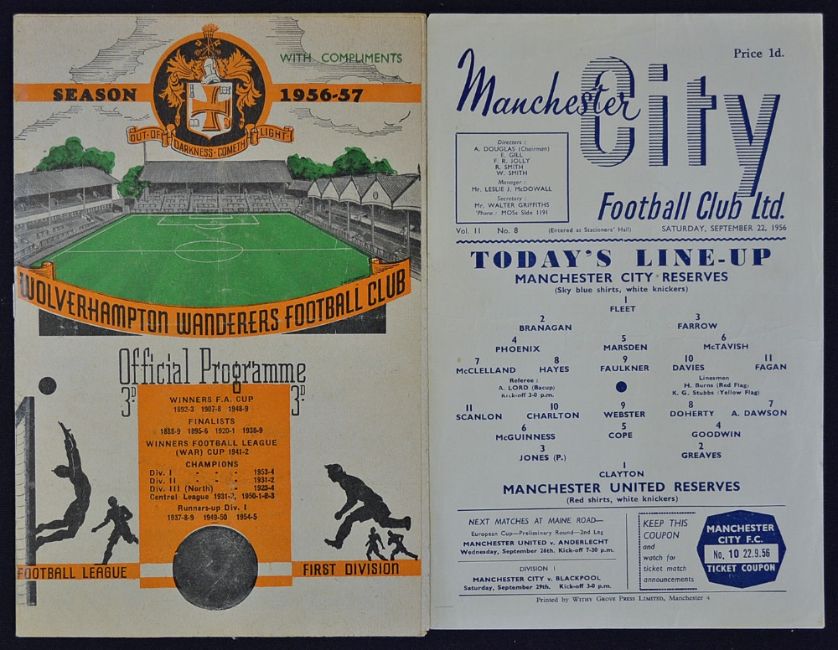 WITH COMPLIMENTS
SEASON 1956-57
OUT·OF· DARKNESS·COMETH ·LIGHT·
WOLVERHAMPTON WANDERERS FOOTBALL CLUB
Official Programme
3D 3D
WINNERS F.A. CUP
1892-3 1907-8 1948-9
FINALISTS
1888-9 1895-6 1920-1 1938-9
WINNERS FOOTBALL LEAGUE
(WAR) CUP 1941-2
CHAMPIONS
Div. I - - - 1953-4
Div. II - - - 1931-2
Div. III (North) - 1923-4
Central League 1931-2, 1950-1-2-3
Runners-up Div. I
1937-8-9 1949-50 1954-5
FOOTBALL LEAGUE FIRST DIVISION
Price 1d.
Manchester City
Football Club Ltd.
Directors :
A. DOUGLAS (Chairman)
E. GILL
F. R. JOLLY
R. SMITH
W. SMITH
Manager :
Mr. LESLIE J. McDOWALL
Secretary :
Mr. WALTER GRIFFITHS
'Phone : MOSs Side 1191
Vol. 11 No. 8 (Entered at Stationers' Hall) SATURDAY, SEPTEMBER 22, 1956
TODAY'S LINE-UP
MANCHESTER CITY RESERVES
(Sky blue shirts, white knickers)
1
FLEET
2 3
BRANAGAN FARROW
4 5 6
PHOENIX MARSDEN McTAVISH
7 8 9 10 11
McCLELLAND HAYES FAULKNER DAVIES FAGAN
Referee :
A. LORD (Bacup)
Kick-off 3-0 p.m.
Linesmen
H. Burns (Red Flag)
K. G. Stubbs (Yellow Flag)
11 10 9 8 7
SCANLON CHARLTON WEBSTER DOHERTY A. DAWSON
6 5 4
McGUINNESS COPE GOODWIN
3 2
JONES (P.) GREAVES
1
CLAYTON
MANCHESTER UNITED RESERVES
(Red shirts, white knickers)
NEXT MATCHES AT MAINE ROAD—
European Cup—Preliminary Round—2nd Leg
MANCHESTER UNITED v. ANDERLECHT
Wednesday, September 26th. Kick-off 7-30 p.m.
DIVISION 1
MANCHESTER CITY v. BLACKPOOL
Saturday, September 29th. Kick-off 3-0 p.m.
KEEP THIS
COUPON
and
watch for
ticket match
announcements
MANCHESTER
CITY F.C.
No. 10 22.9.56
TICKET COUPON
Printed by WITHY GROVE PRESS LIMITED, Manchester 4